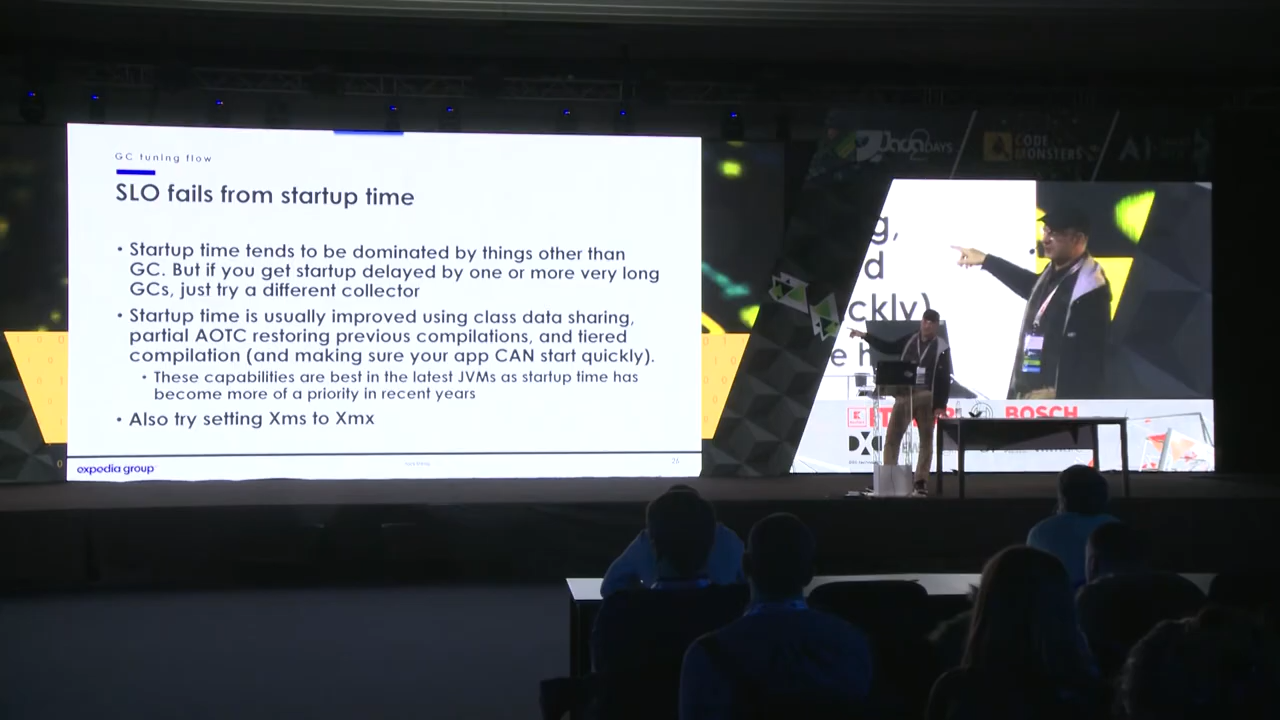 GC tuning flow
SLO fails from startup time
• Startup time tends to be dominated by things other than
GC. But if you get startup delayed by one or more very long
GCs, just try a different collector
• Startup time is usually improved using class data sharing,
partial AOTC restoring previous compilations, and tiered
compilation (and making sure your app CAN start quickly).
• These capabilities are best in the latest JVMs as startup time has
become more of a priority in recent years
• Also try setting Xms to Xmx
expedia group
26
DAYS
CODE
MONSTERS
g,
d
ckly)
e h
BOSCH
DXC